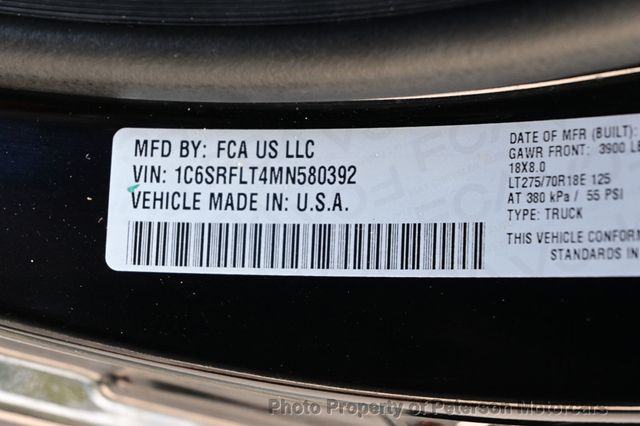 MFD BY: FCA US LLC
VIN: 1C6SRFLT4MN580392
VEHICLE MADE IN: U.S.A.
DATE OF MFR (BUILT):
GAWR FRONT: 3900 LB
18X8.0
LT275/70R18E 125
AT 380 kPa / 55 PSI
TYPE: TRUCK
THIS VEHICLE CONFORM
STANDARDS IN
Photo Property of Peterson Motorcars